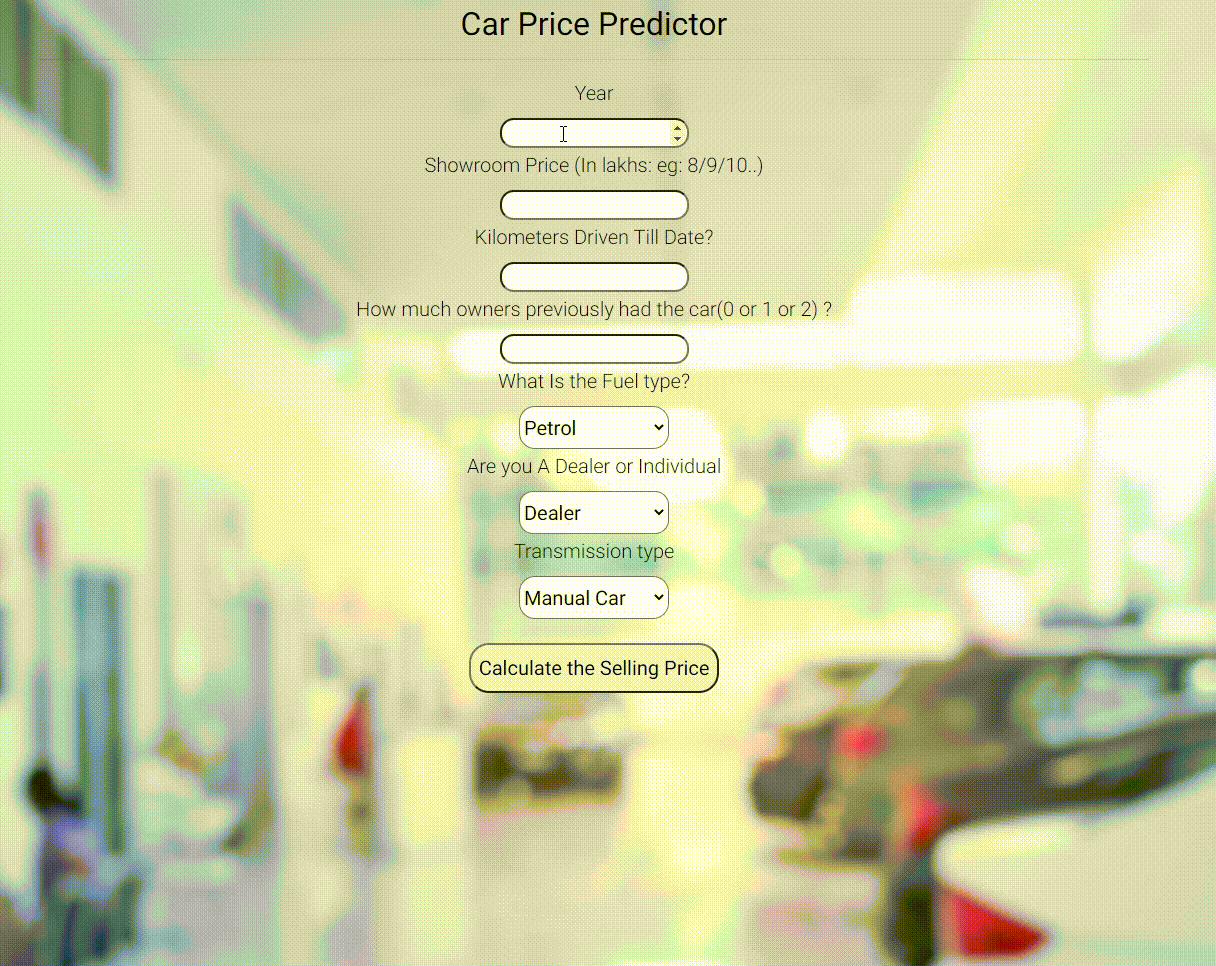 Car Price Predictor
Year
Showroom Price (In lakhs: eg: 8/9/10..)
Kilometers Driven Till Date?
How much owners previously had the car(0 or 1 or 2) ?
What Is the Fuel type?
Petrol
Are you A Dealer or Individual
Dealer
Transmission type
Manual Car
Calculate the Selling Price